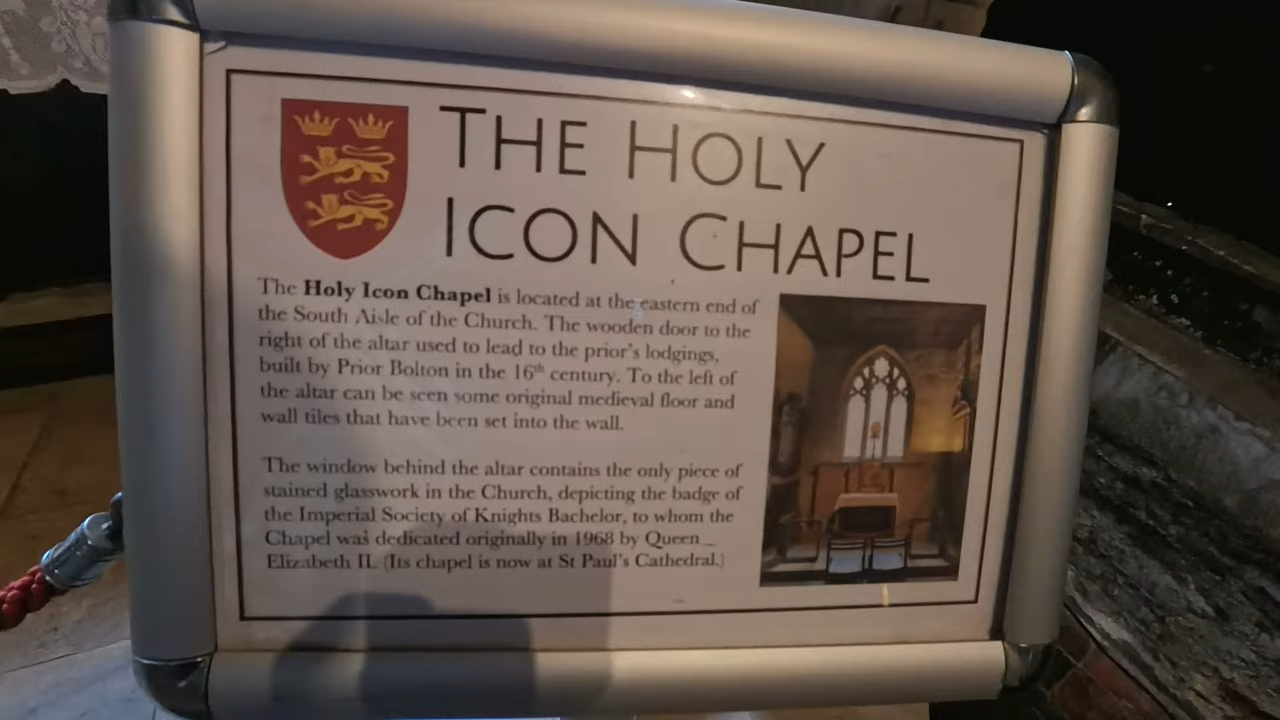 THE HOLY
ICON CHAPEL
The Holy Icon Chapel is located at the eastern end of
the South Aisle of the Church. The wooden door to the
right of the altar used to lead to the prior's lodgings,
built by Prior Bolton in the 16th century. To the left of
the altar can be seen some original medieval floor and
wall tiles that have been set into the wall.
The window behind the altar contains the only piece of
stained glasswork in the Church, depicting the badge of
the Imperial Society of Knights Bachelor, to whom the
Chapel was dedicated originally in 1968 by Queen
Elizabeth II. (Its chapel is now at St Paul's Cathedral.)